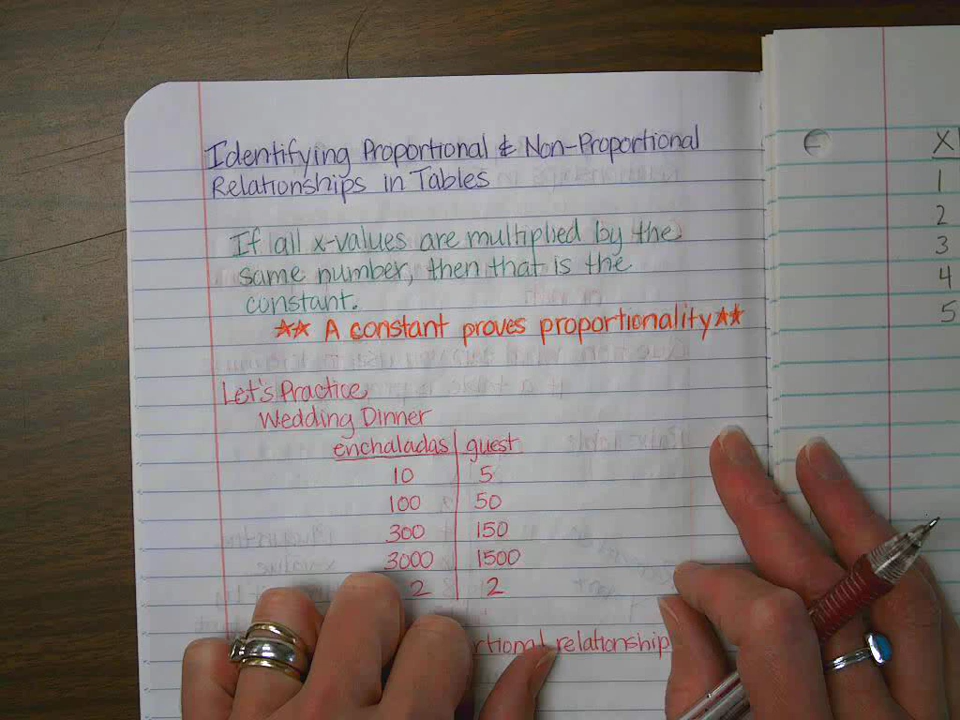 Identifying Proportional & Non-Proportional
Relationships in Tables
If all x-values are multiplied by the
same number, then that is the
constant.
** A constant proves proportionality**
Let's Practice
Wedding Dinner
enchaladas guest
10 5
100 50
300 150
3000 1500
2 2
relationship
X
1
2
3
4
5